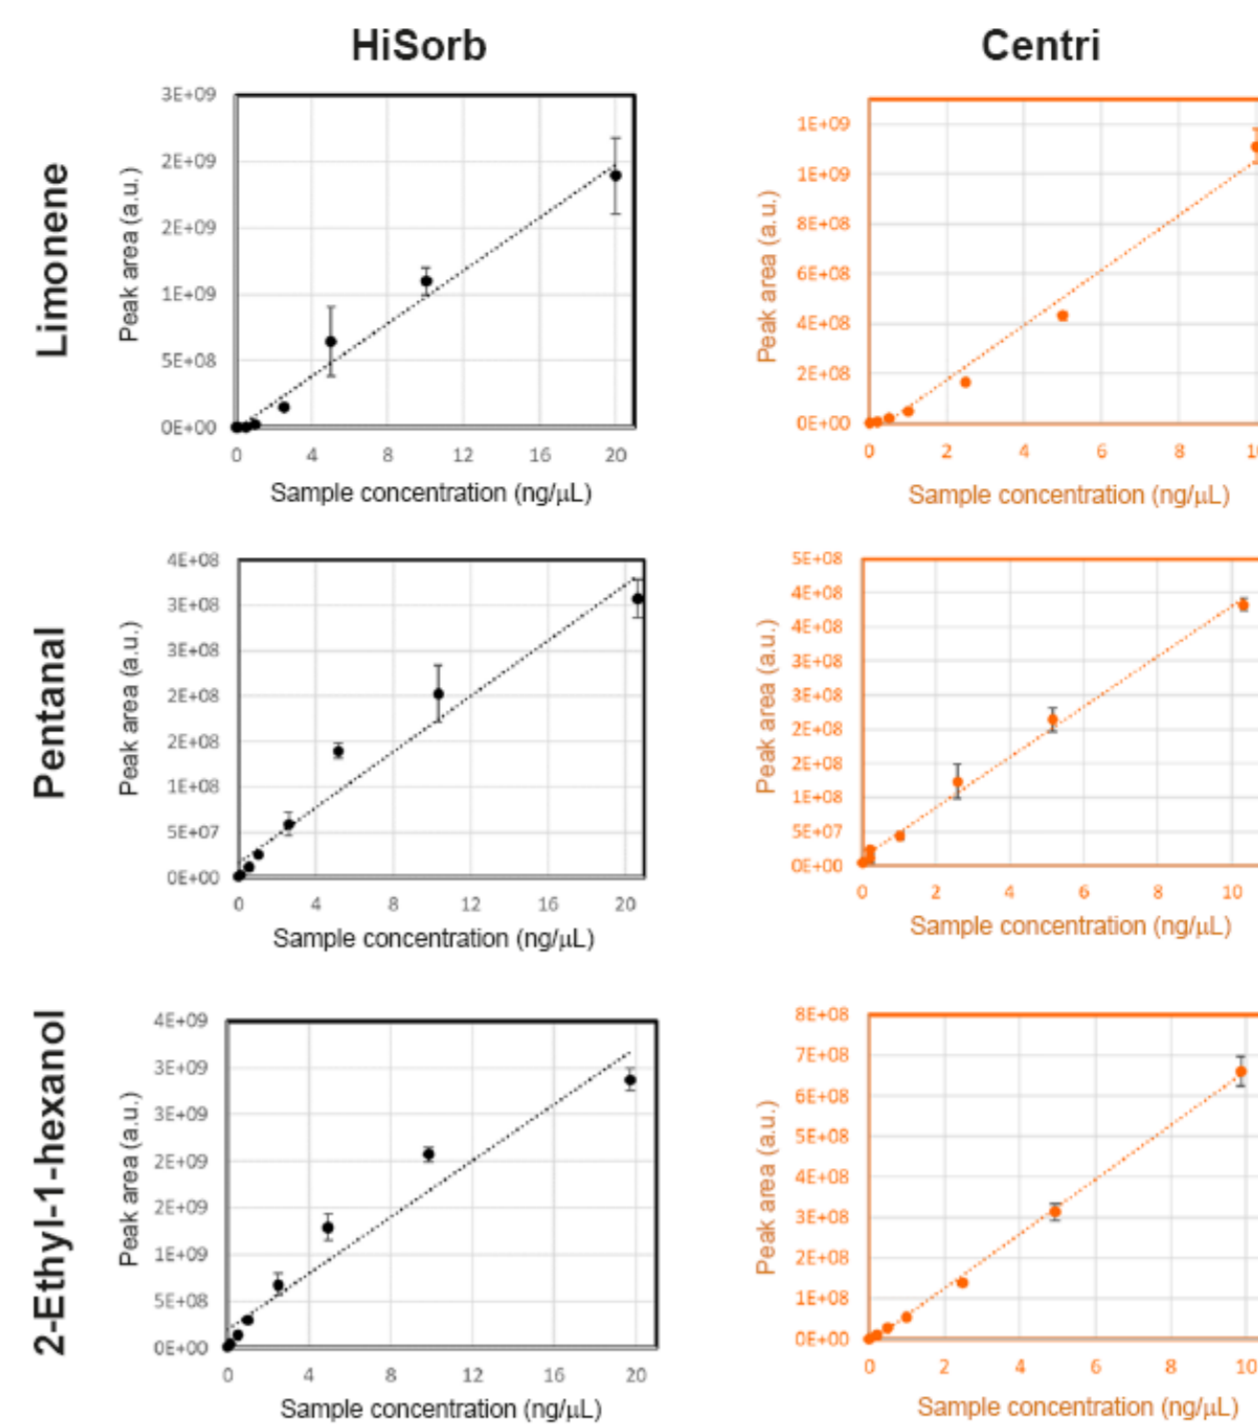 HiSorb
Centri
Limonene
Peak area (a.u.)
3E+09
2E+09
2E+09
1E+09
5E+08
0E+00
0 4 8 12 16 20
Sample concentration (ng/μL)
Peak area (a.u.)
1E+09
1E+09
8E+08
6E+08
4E+08
2E+08
0E+00
0 2 4 6 8
Sample concentration (ng/μL)
Pentanal
Peak area (a.u.)
4E+08
3E+08
3E+08
2E+08
2E+08
1E+08
5E+07
0E+00
0 4 8 12 16 20
Sample concentration (ng/μL)
Peak area (a.u.)
5E+08
4E+08
4E+08
3E+08
3E+08
2E+08
2E+08
1E+08
5E+07
0E+00
0 2 4 6 8 10
Sample concentration (ng/μL)
2-Ethyl-1-hexanol
Peak area (a.u.)
4E+09
3E+09
3E+09
2E+09
2E+09
1E+09
5E+08
0E+00
0 4 8 12 16 20
Sample concentration (ng/μL)
Peak area (a.u.)
8E+08
7E+08
6E+08
5E+08
4E+08
3E+08
2E+08
1E+08
0E+00
0 2 4 6 8 10
Sample concentration (ng/μL)